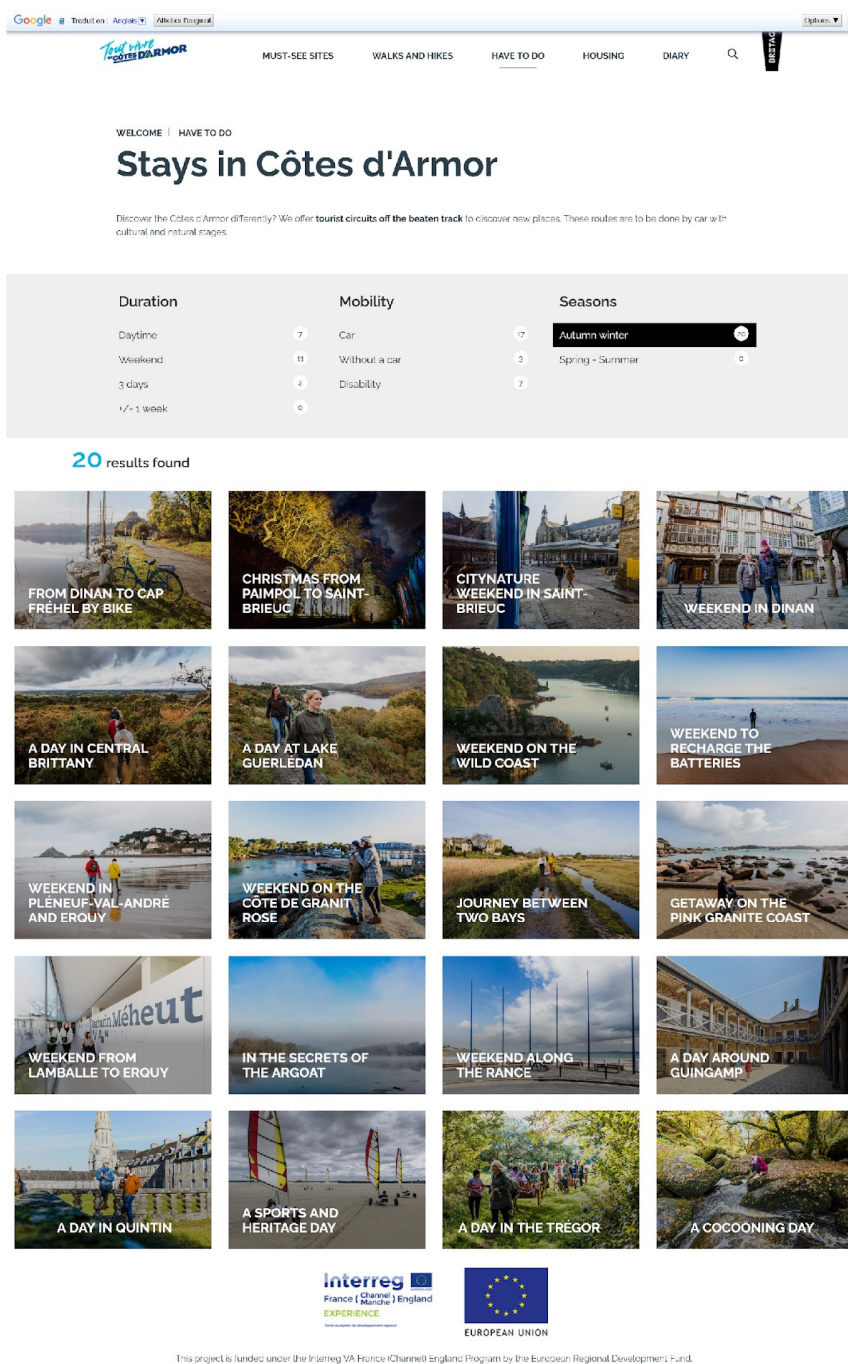 Google Traduit en : Anglais Afficher l'original Options ▼
Tout vivre
EN CÔTES D'ARMOR
MUST-SEE SITES WALKS AND HIKES HAVE TO DO HOUSING DIARY
WELCOME | HAVE TO DO
Stays in Côtes d'Armor
Discover the Côtes d'Armor differently? We offer tourist circuits off the beaten track to discover new places. These routes are to be done by car with
cultural and natural stages.
Duration Mobility Seasons
Daytime 7 Car 17 Autumn winter 20
Weekend 11 Without a car 3 Spring - Summer 0
3 days 2 Disability 7
+/- 1 week 0
20 results found
FROM DINAN TO CAP
FRÉHEL BY BIKE
CHRISTMAS FROM
PAIMPOL TO SAINT-
BRIEUC
CITYNATURE
WEEKEND IN SAINT-
BRIEUC
WEEKEND IN DINAN
A DAY IN CENTRAL
BRITTANY
A DAY AT LAKE
GUERLÉDAN
WEEKEND ON THE
WILD COAST
WEEKEND TO
RECHARGE THE
BATTERIES
WEEKEND IN
PLÉNEUF-VAL-ANDRÉ
AND ERQUY
WEEKEND ON THE
CÔTE DE GRANIT
ROSE
JOURNEY BETWEEN
TWO BAYS
GETAWAY ON THE
PINK GRANITE COAST
Méheut
WEEKEND FROM
LAMBALLE TO ERQUY
IN THE SECRETS OF
THE ARGOAT
WEEKEND ALONG
THE RANCE
A DAY AROUND
GUINGAMP
A DAY IN QUINTIN
A SPORTS AND
HERITAGE DAY
A DAY IN THE TRÉGOR
A COCOONING DAY
Interreg
France ( Channel Manche ) England
EXPERIENCE
Fonds européen de développement régional
EUROPEAN UNION
This project is funded under the Interreg VA France (Channel) England Program by the European Regional Development Fund.